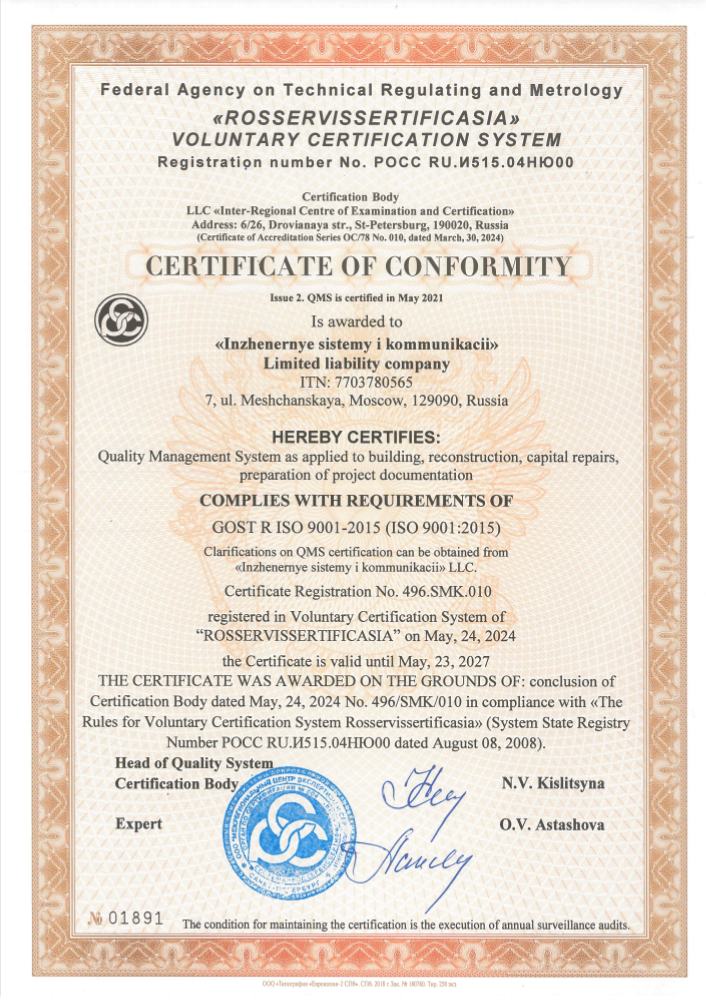 Federal Agency on Technical Regulating and Metrology
«ROSSERVISSERTIFICASIA»
VOLUNTARY CERTIFICATION SYSTEM
Registration number No. РОСС RU.И515.04НЮ00
Certification Body
LLC «Inter-Regional Centre of Examination and Certification»
Address: 6/26, Drovianaya str., St-Petersburg, 190020, Russia
(Certificate of Accreditation Series OC/78 No. 010, dated March, 30, 2024)
CERTIFICATE OF CONFORMITY
Issue 2. QMS is certified in May 2021
Is awarded to
«Inzhenernye sistemy i kommunikacii»
Limited liability company
ITN: 7703780565
7, ul. Meshchanskaya, Moscow, 129090, Russia
HEREBY CERTIFIES:
Quality Management System as applied to building, reconstruction, capital repairs,
preparation of project documentation
COMPLIES WITH REQUIREMENTS OF
GOST R ISO 9001-2015 (ISO 9001:2015)
Clarifications on QMS certification can be obtained from
«Inzhenernye sistemy i kommunikacii» LLC.
Certificate Registration No. 496.SMK.010
registered in Voluntary Certification System of
“ROSSERVISSERTIFICASIA” on May, 24, 2024
the Certificate is valid until May, 23, 2027
THE CERTIFICATE WAS AWARDED ON THE GROUNDS OF: conclusion of
Certification Body dated May, 24, 2024 No. 496/SMK/010 in compliance with «The
Rules for Voluntary Certification System Rosservissertificasia» (System State Registry
Number РОСС RU.И515.04НЮ00 dated August 08, 2008).
Head of Quality System
Certification Body
N.V. Kislitsyna
Expert
O.V. Astashova
№ 01891
The condition for maintaining the certification is the execution of annual surveillance audits.